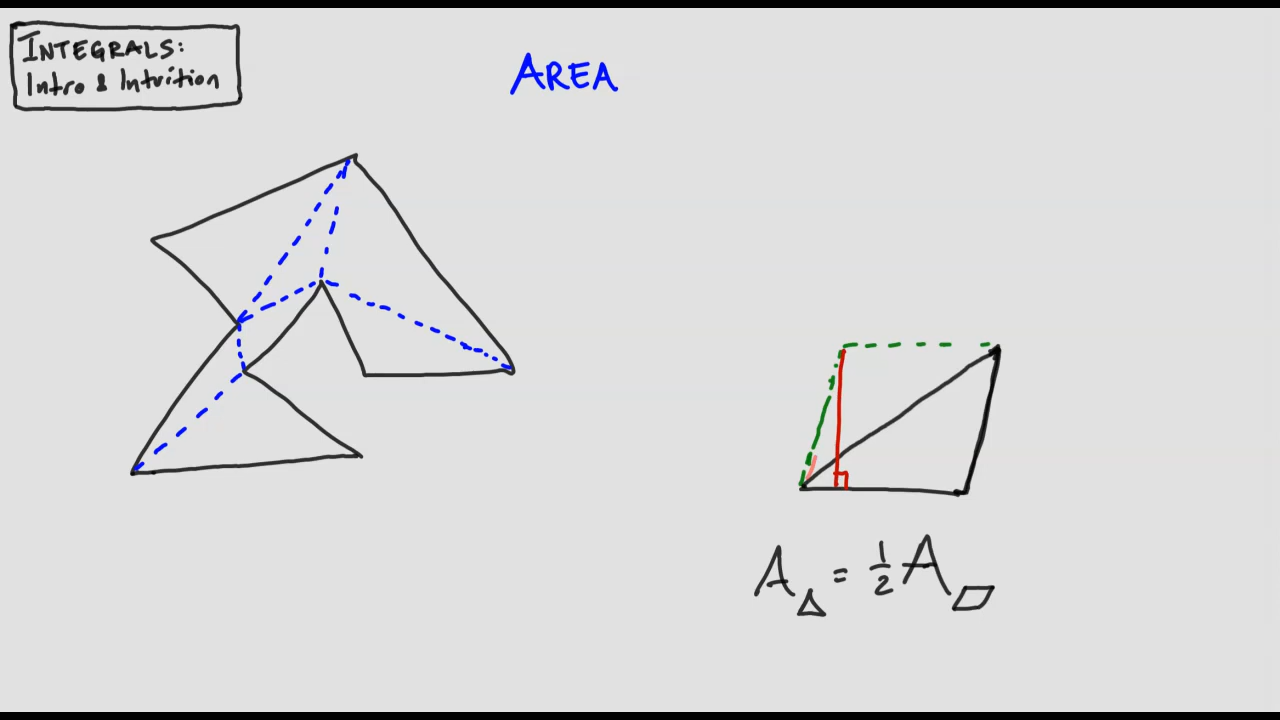 INTEGRALS:
Intro & Intuition
AREA
A△ = 1/2 A▱